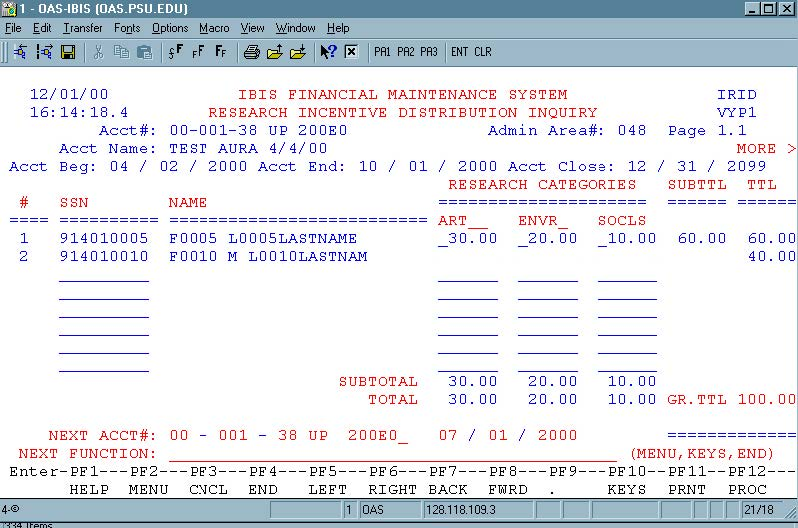 1 - OAS-IBIS (OAS.PSU.EDU)
File Edit Transfer Fonts Options Macro View Window Help
PA1 PA2 PA3 ENT CLR
12/01/00 IBIS FINANCIAL MAINTENANCE SYSTEM IRID
16:14:18.4 RESEARCH INCENTIVE DISTRIBUTION INQUIRY VYP1
Acct#: 00-001-38 UP 200E0 Admin Area#: 048 Page 1.1
Acct Name: TEST AURA 4/4/00 MORE >
Acct Beg: 04 / 02 / 2000 Acct End: 10 / 01 / 2000 Acct Close: 12 / 31 / 2099
RESEARCH CATEGORIES SUBTTL TTL
# SSN NAME ===================== ====== ======
==== ========== ========================== ART__ ENVR_ SOCLS
1 914010005 F0005 L0005LASTNAME _30.00 _20.00 _10.00 60.00 60.00
2 914010010 F0010 M L0010LASTNAM 40.00
SUBTOTAL 30.00 20.00 10.00
TOTAL 30.00 20.00 10.00 GR.TTL 100.00
NEXT ACCT#: 00 - 001 - 38 UP 200E0_ 07 / 01 / 2000 =============
NEXT FUNCTION: ______________________________________________ (MENU,KEYS,END)
Enter-PF1---PF2---PF3---PF4---PF5---PF6---PF7---PF8---PF9---PF10--PF11--PF12---
HELP MENU CNCL END LEFT RIGHT BACK FWRD . KEYS PRNT PROC
4-© 1 OAS 128.118.109.3 21/18
334 Items